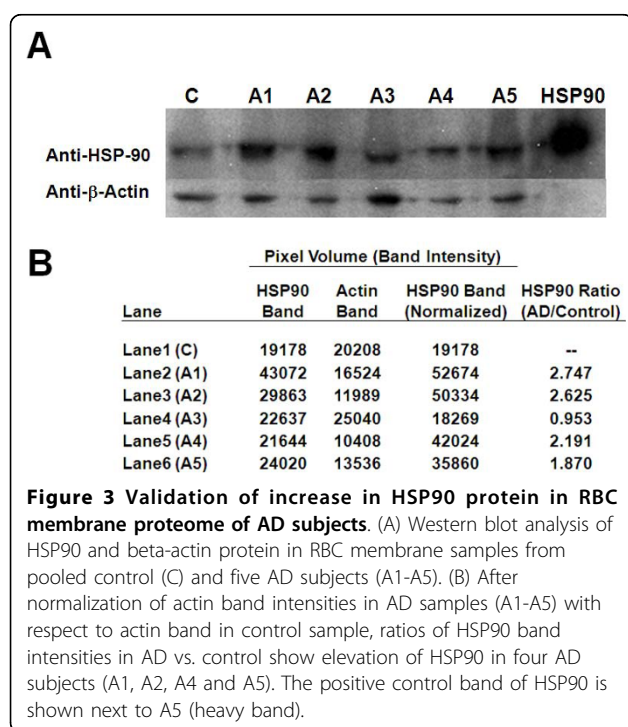 A
C A1 A2 A3 A4 A5 HSP90
Anti-HSP-90
Anti-β-Actin
B
Pixel Volume (Band Intensity)
HSP90 Actin HSP90 Band HSP90 Ratio
Lane Band Band (Normalized) (AD/Control)
Lane1 (C) 19178 20208 19178 --
Lane2 (A1) 43072 16524 52674 2.747
Lane3 (A2) 29863 11989 50334 2.625
Lane4 (A3) 22637 25040 18269 0.953
Lane5 (A4) 21644 10408 42024 2.191
Lane6 (A5) 24020 13536 35860 1.870
Figure 3 Validation of increase in HSP90 protein in RBC
membrane proteome of AD subjects. (A) Western blot analysis of
HSP90 and beta-actin protein in RBC membrane samples from
pooled control (C) and five AD subjects (A1-A5). (B) After
normalization of actin band intensities in AD samples (A1-A5) with
respect to actin band in control sample, ratios of HSP90 band
intensities in AD vs. control show elevation of HSP90 in four AD
subjects (A1, A2, A4 and A5). The positive control band of HSP90 is
shown next to A5 (heavy band).